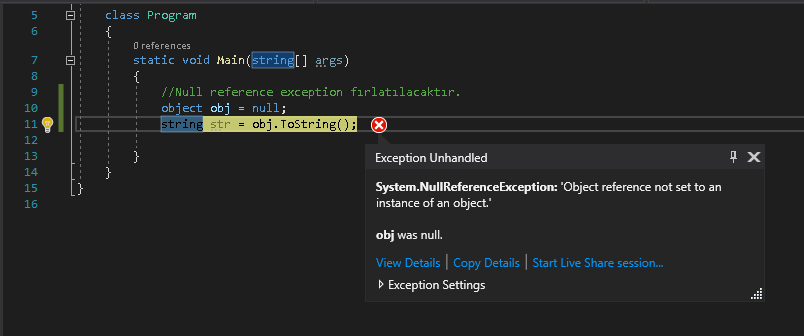 5 class Program
6 {
0 references
7 static void Main(string[] args)
8 {
9 //Null reference exception fırlatılacaktır.
10 object obj = null;
11 string str = obj.ToString();
12
13 }
14 }
15 }
16
Exception Unhandled
System.NullReferenceException: 'Object reference not set to an
instance of an object.'
obj was null.
View Details | Copy Details | Start Live Share session...
Exception Settings